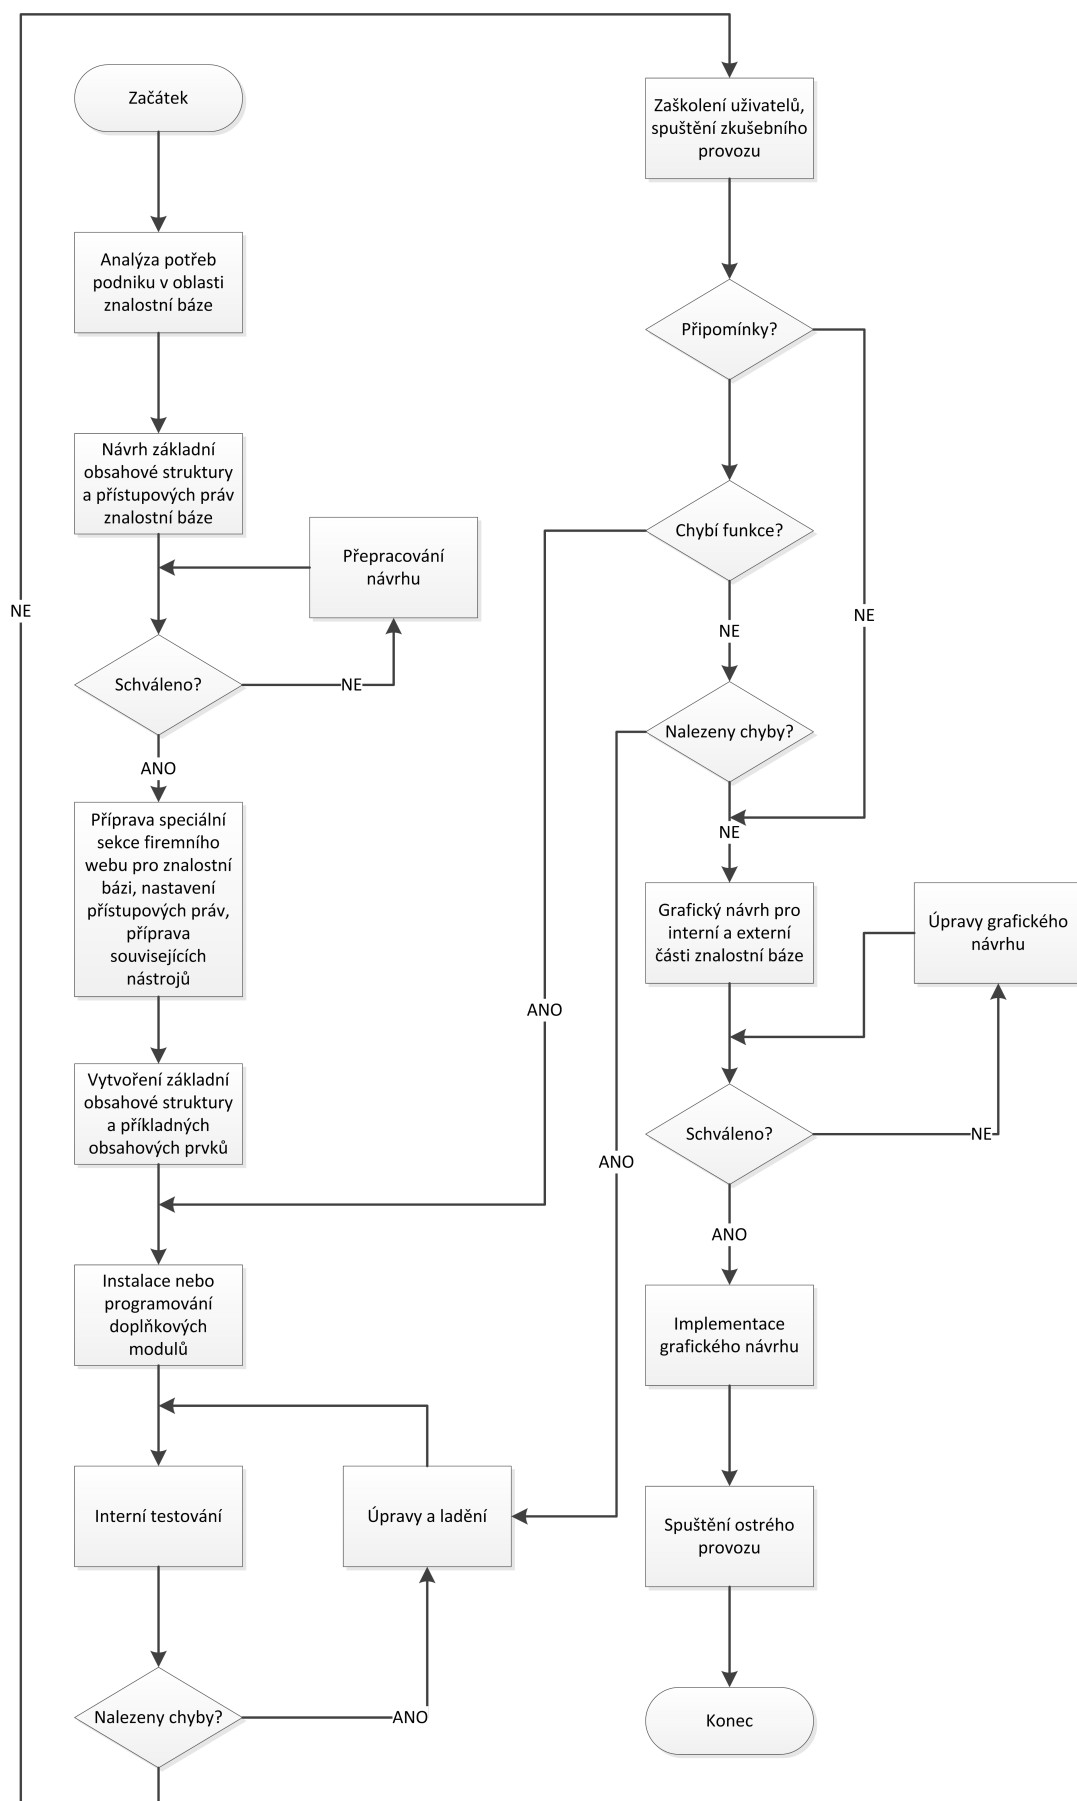 Začátek
Analýza potřeb
podniku v oblasti
znalostní báze
Návrh základní
obsahové struktury
a přístupových práv
znalostní báze
Přepracování
návrhu
NE
Schváleno?
NE
ANO
Příprava speciální
sekce firemního
webu pro znalostní
bázi, nastavení
přístupových práv,
příprava
souvisejících
nástrojů
Vytvoření základní
obsahové struktury
a příkladných
obsahových prvků
Instalace nebo
programování
doplňkových
modulů
Interní testování
Úpravy a ladění
Nalezeny chyby?
ANO
Zaškolení uživatelů,
spuštění zkušebního
provozu
Připomínky?
Chybí funkce?
NE
NE
Nalezeny chyby?
NE
ANO
ANO
Grafický návrh pro
interní a externí
části znalostní báze
Úpravy grafického
návrhu
Schváleno?
NE
ANO
Implementace
grafického návrhu
Spuštění ostrého
provozu
Konec